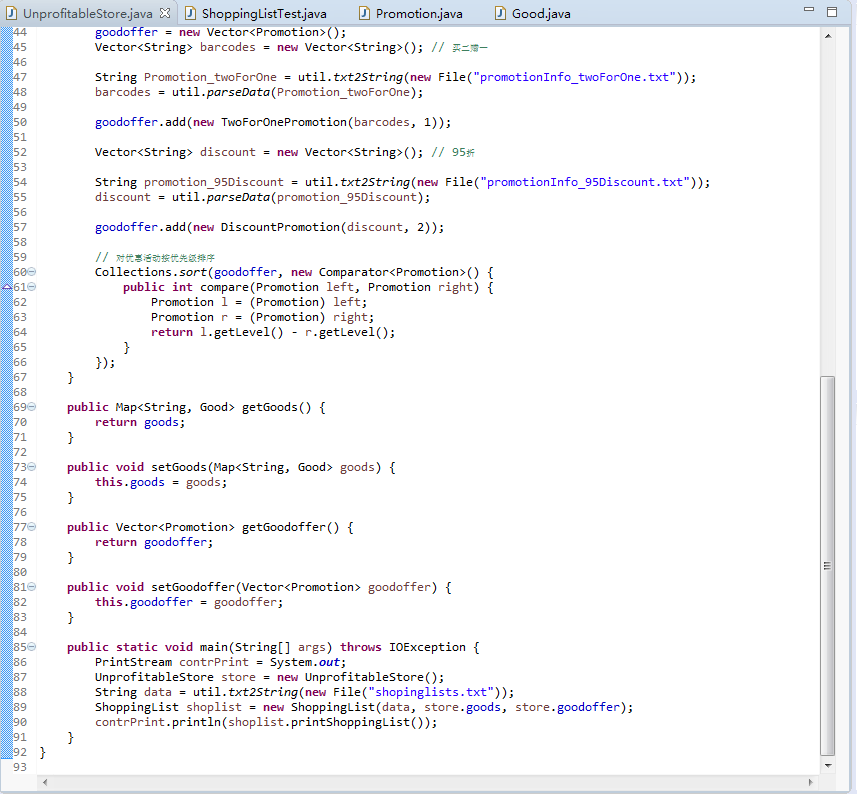 UnprofitableStore.java ShoppingListTest.java Promotion.java Good.java
44 goodoffer = new Vector<Promotion>();
45 Vector<String> barcodes = new Vector<String>(); // 买二赠一
46
47 String Promotion_twoForOne = util.txt2String(new File("promotionInfo_twoForOne.txt"));
48 barcodes = util.parseData(Promotion_twoForOne);
49
50 goodoffer.add(new TwoForOnePromotion(barcodes, 1));
51
52 Vector<String> discount = new Vector<String>(); // 95折
53
54 String promotion_95Discount = util.txt2String(new File("promotionInfo_95Discount.txt"));
55 discount = util.parseData(promotion_95Discount);
56
57 goodoffer.add(new DiscountPromotion(discount, 2));
58
59 // 对优惠活动按优先级排序
60 Collections.sort(goodoffer, new Comparator<Promotion>() {
61 public int compare(Promotion left, Promotion right) {
62 Promotion l = (Promotion) left;
63 Promotion r = (Promotion) right;
64 return l.getLevel() - r.getLevel();
65 }
66 });
67 }
68
69 public Map<String, Good> getGoods() {
70 return goods;
71 }
72
73 public void setGoods(Map<String, Good> goods) {
74 this.goods = goods;
75 }
76
77 public Vector<Promotion> getGoodoffer() {
78 return goodoffer;
79 }
80
81 public void setGoodoffer(Vector<Promotion> goodoffer) {
82 this.goodoffer = goodoffer;
83 }
84
85 public static void main(String[] args) throws IOException {
86 PrintStream contrPrint = System.out;
87 UnprofitableStore store = new UnprofitableStore();
88 String data = util.txt2String(new File("shopinglists.txt"));
89 ShoppingList shoplist = new ShoppingList(data, store.goods, store.goodoffer);
90 contrPrint.println(shoplist.printShoppingList());
91 }
92 }
93